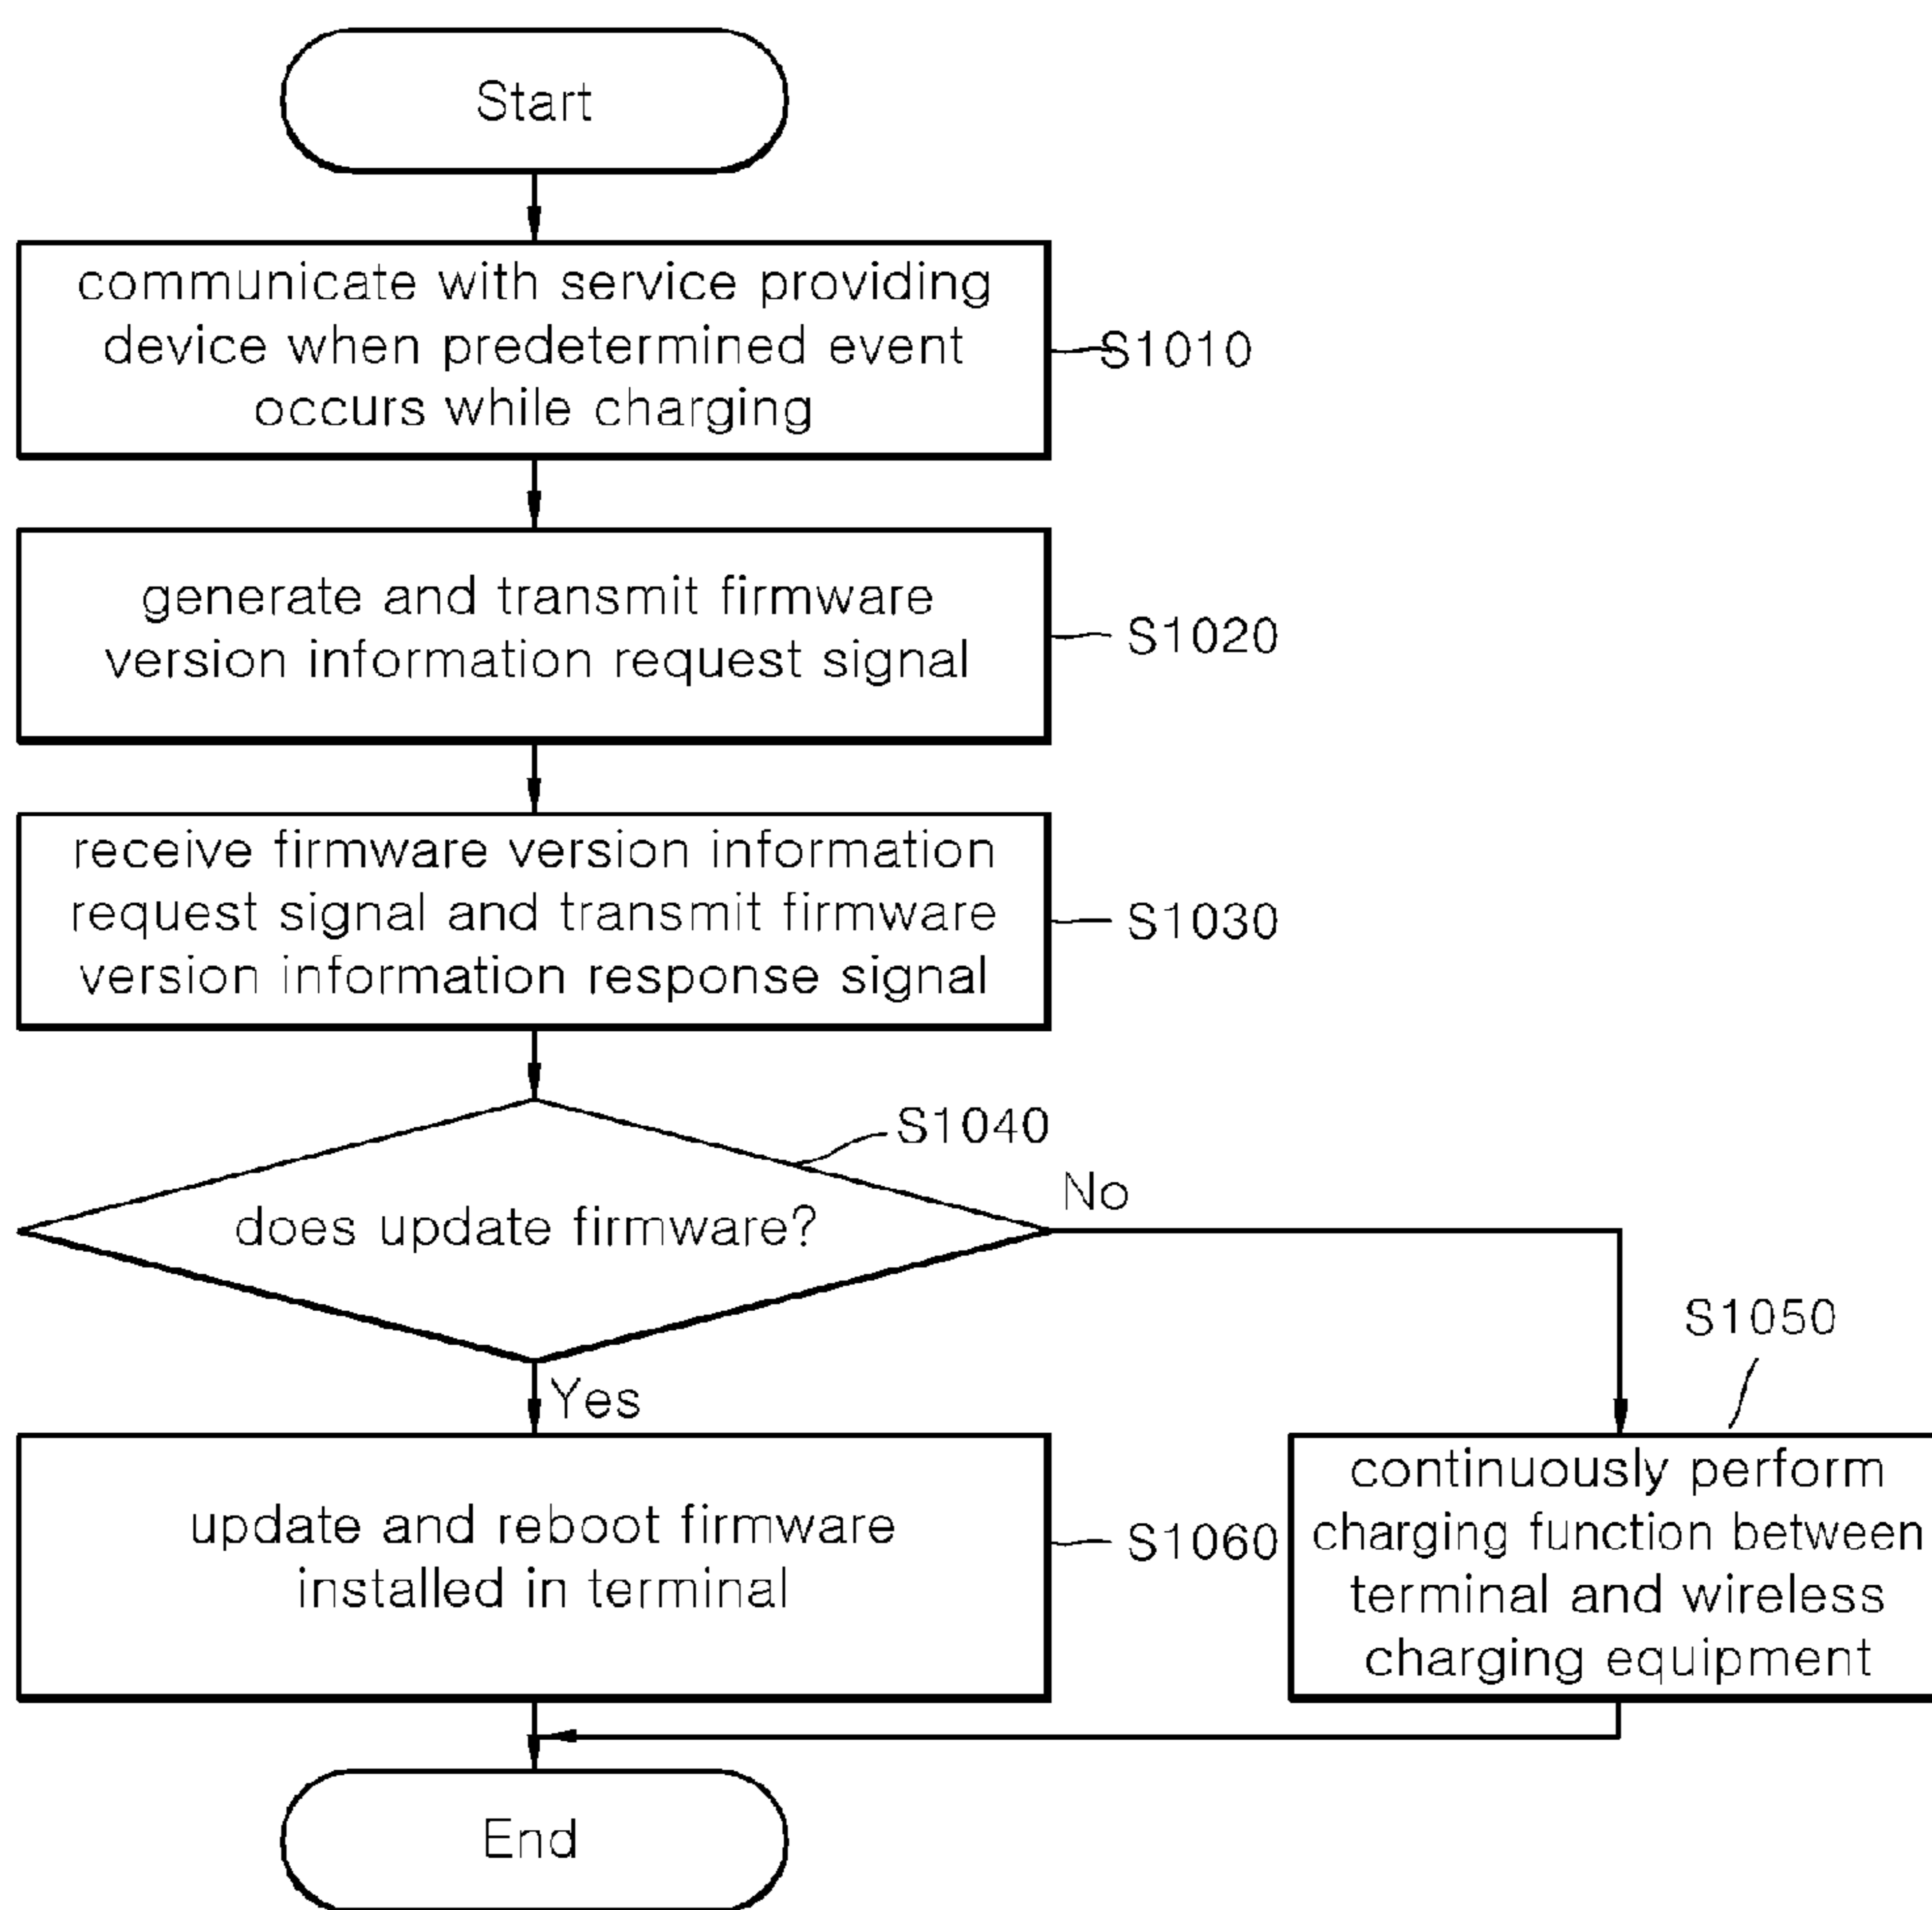 Start
communicate with service providing
device when predetermined event
occurs while charging
S1010
generate and transmit firmware
version information request signal
S1020
receive firmware version information
request signal and transmit firmware
version information response signal
S1030
S1040
does update firmware?
No
Yes
S1050
update and reboot firmware
installed in terminal
S1060
continuously perform
charging function between
terminal and wireless
charging equipment
End